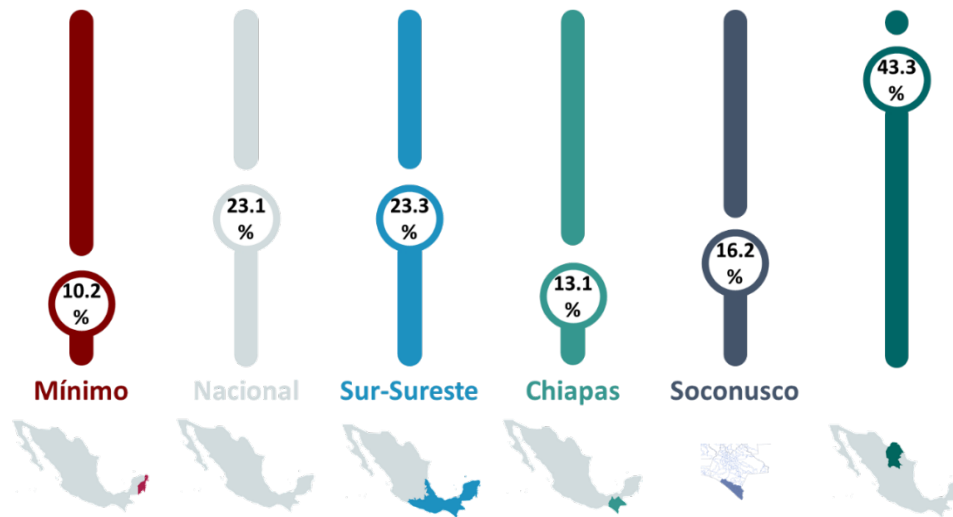 10.2
%
Mínimo
23.1
%
Nacional
23.3
%
Sur-Sureste
13.1
%
Chiapas
16.2
%
Soconusco
43.3
%